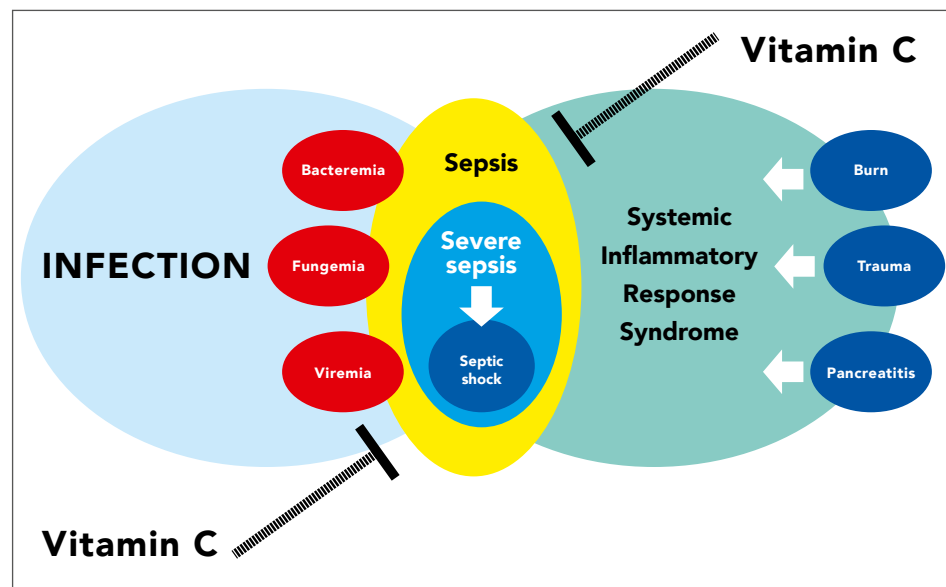 Vitamin C
Bacteremia
Sepsis
Burn
Systemic
Inflammatory
Response
Syndrome
INFECTION
Fungemia
Severe
sepsis
Trauma
Viremia
Septic
shock
Pancreatitis
Vitamin C